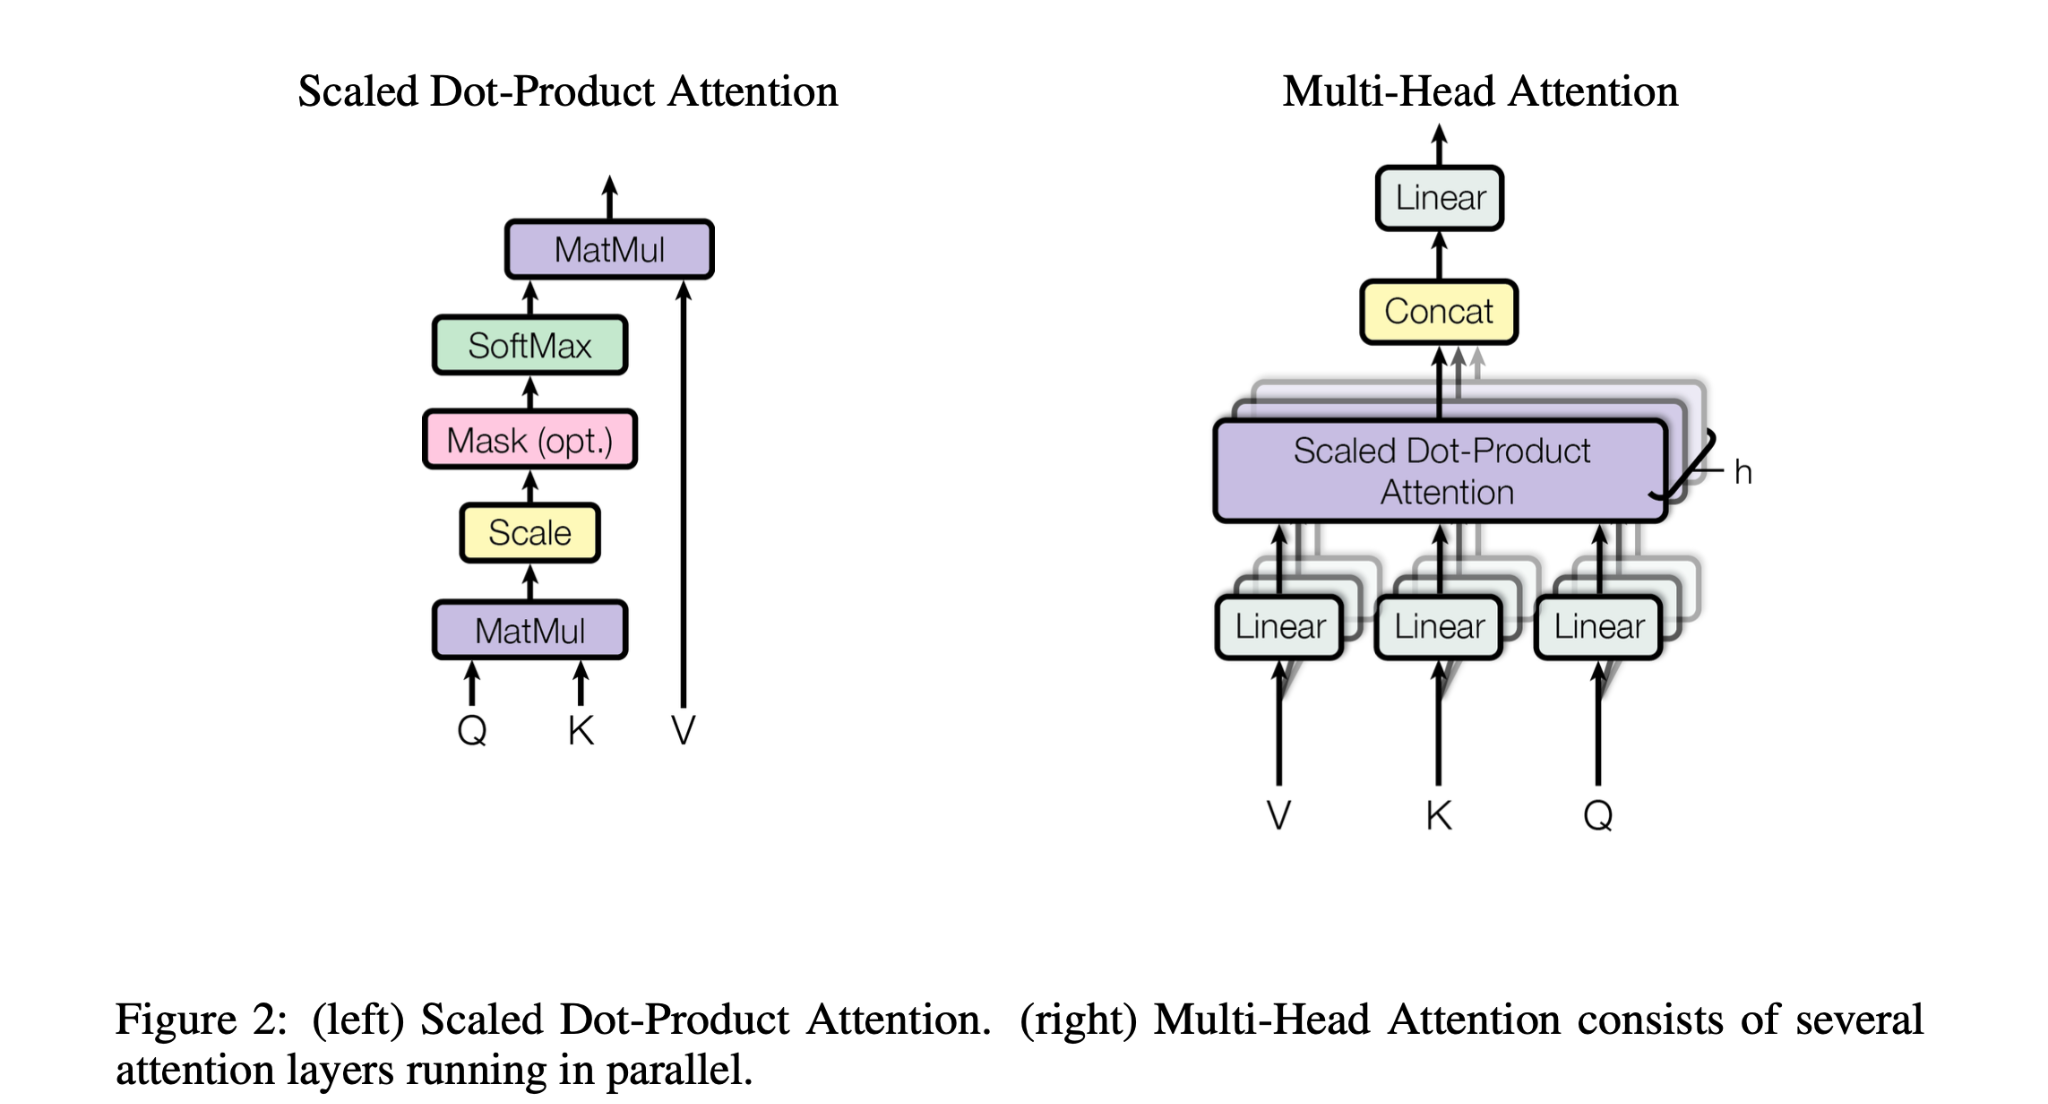 Scaled Dot-Product Attention
MatMul
SoftMax
Mask (opt.)
Scale
MatMul
Q K V
Multi-Head Attention
Linear
Concat
Scaled Dot-Product
Attention
h
Linear Linear Linear
V K Q
Figure 2: (left) Scaled Dot-Product Attention. (right) Multi-Head Attention consists of several
attention layers running in parallel.